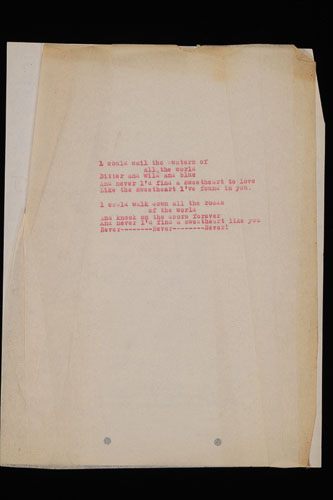 I would sail the waters of
all the world
Bitter and wild and blue
And never I'd find a sweetheart to love
Like the sweetheart I've found in you.
I would walk down all the roads
of the world
And knock on the doors forever
And never I'd find a sweetheart like you
Never--------Never--------Never!